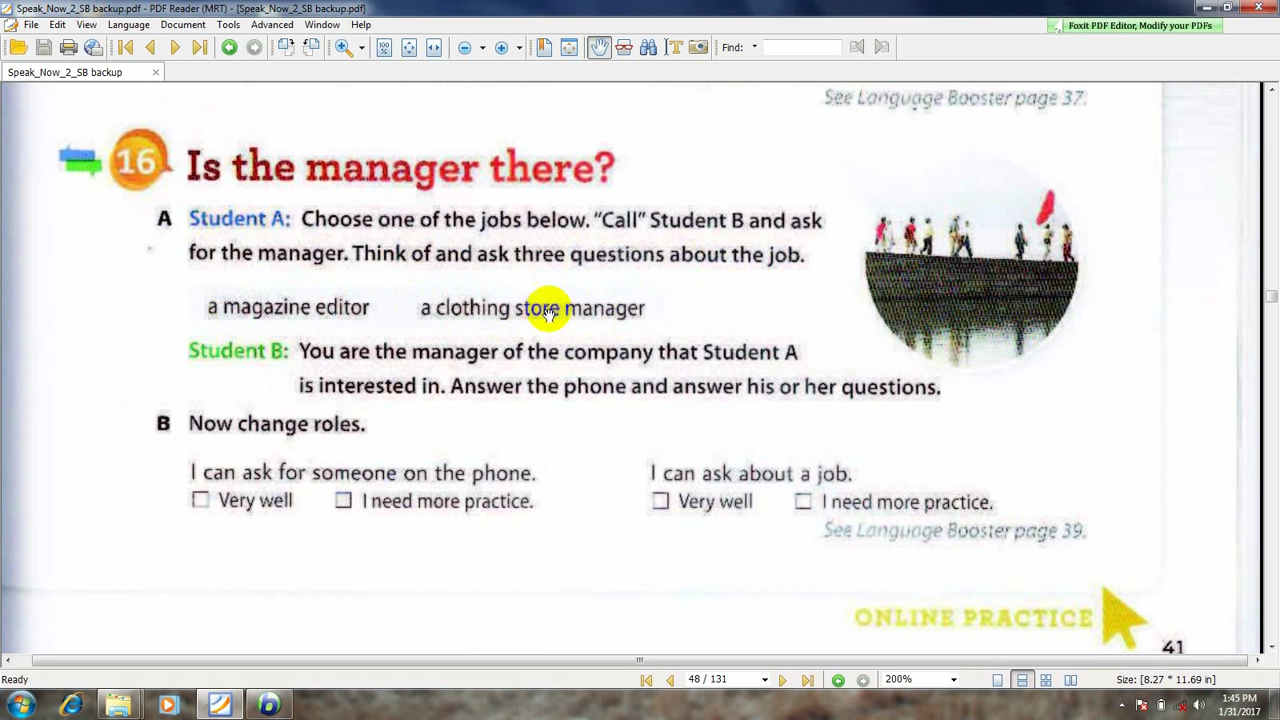 Speak_Now_2_SB backup.pdf - PDF Reader (MRT) - [Speak_Now_2_SB backup.pdf]
File Edit View Language Document Tools Advanced Window Help
Foxit PDF Editor, Modify your PDFs
Find:
Speak_Now_2_SB backup
See Language Booster page 37.
16 Is the manager there?
A Student A: Choose one of the jobs below. "Call" Student B and ask
for the manager. Think of and ask three questions about the job.
a magazine editor a clothing store manager
Student B: You are the manager of the company that Student A
is interested in. Answer the phone and answer his or her questions.
B Now change roles.
I can ask for someone on the phone. I can ask about a job.
Very well I need more practice. Very well I need more practice.
See Language Booster page 39.
ONLINE PRACTICE
41
Ready 48 / 131 200% Size: [8.27 * 11.69 in]
1:45 PM
1/31/2017